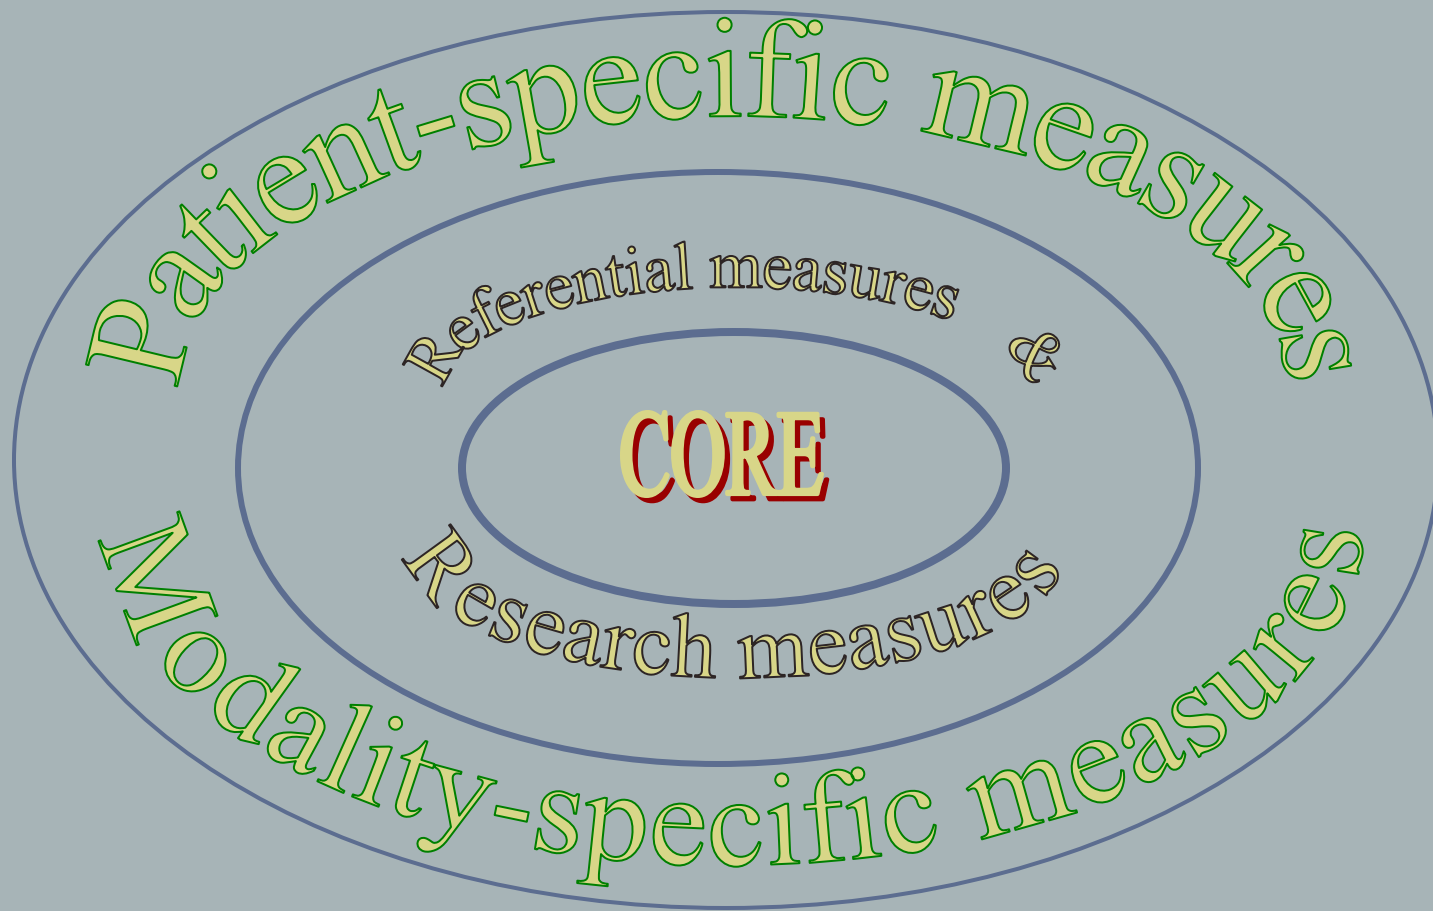 Patient-specific measures
Referential measures &
CORE
Research measures
Modality-specific measures